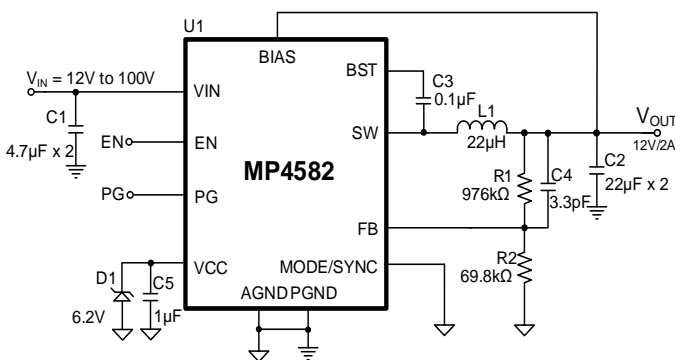 U1
BIAS
V_IN = 12V to 100V
VIN
BST
C3
0.1µF
C1
4.7µF x 2
EN
EN
SW
L1
22µH
V_OUT
12V/2A
MP4582
R1
976kΩ
C4
3.3pF
C2
22µF x 2
PG
PG
FB
VCC
MODE/SYNC
R2
69.8kΩ
D1
6.2V
C5
1µF
AGND PGND